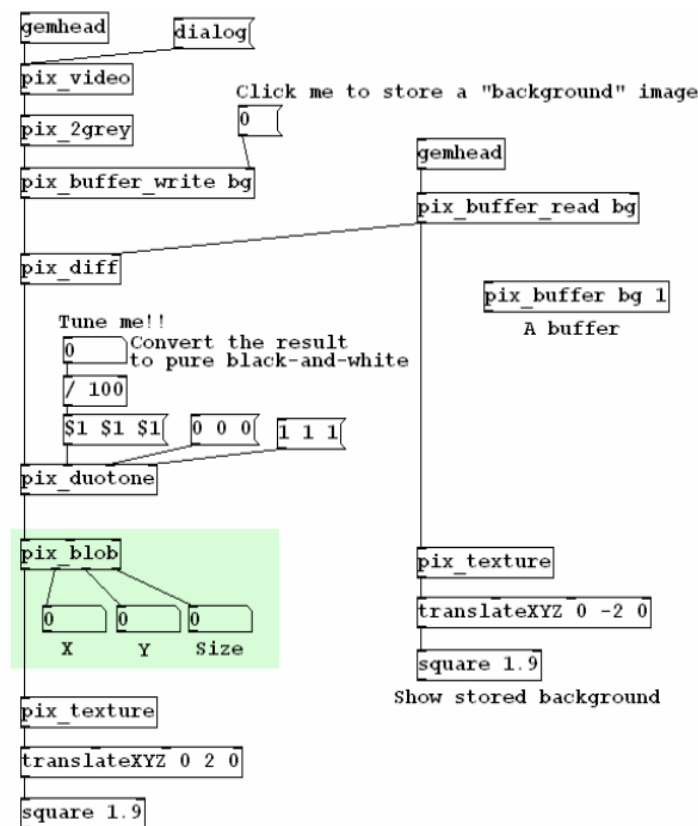 gemhead
dialog
pix_video
Click me to store a "background" image
0
pix_2grey
gemhead
pix_buffer_write bg
pix_buffer_read bg
pix_diff
pix_buffer bg 1
A buffer
Tune me!!
0
Convert the result
to pure black-and-white
/ 100
$1 $1 $1
0 0 0
1 1 1
pix_duotone
pix_blob
pix_texture
0
0
0
translateXYZ 0 -2 0
X
Y
Size
square 1.9
Show stored background
pix_texture
translateXYZ 0 2 0
square 1.9